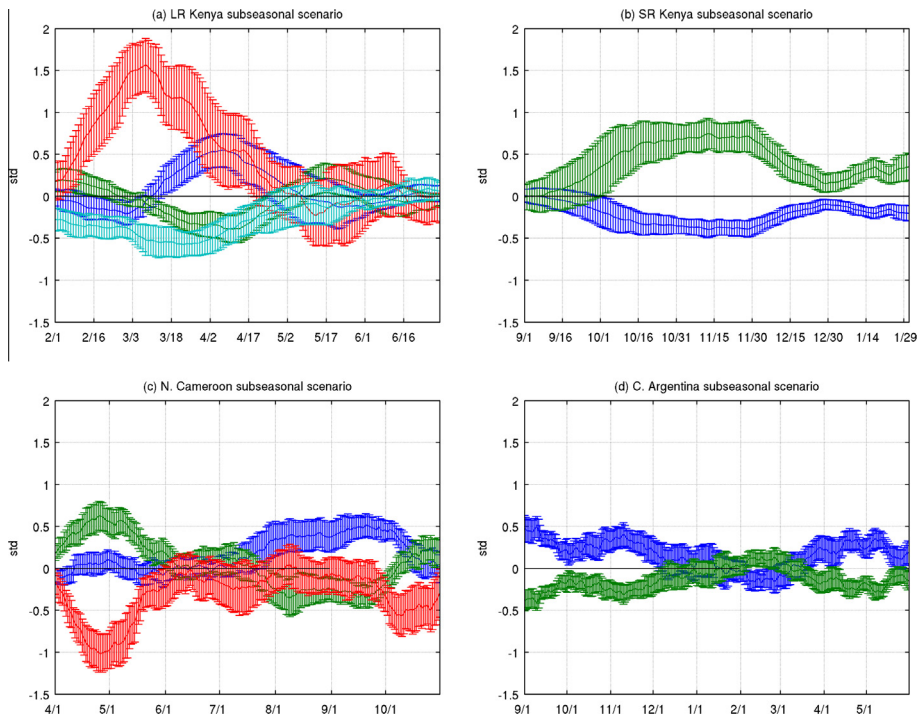 (a) LR Kenya subseasonal scenario
2
1.5
1
0.5
0
-0.5
-1
-1.5
std
2/1 2/16 3/3 3/18 4/2 4/17 5/2 5/17 6/1 6/16
(b) SR Kenya subseasonal scenario
2
1.5
1
0.5
0
-0.5
-1
-1.5
std
9/1 9/16 10/1 10/16 10/31 11/15 11/30 12/15 12/30 1/14 1/29
(c) N. Cameroon subseasonal scenario
2
1.5
1
0.5
0
-0.5
-1
-1.5
std
4/1 5/1 6/1 7/1 8/1 9/1 10/1
(d) C. Argentina subseasonal scenario
2
1.5
1
0.5
0
-0.5
-1
-1.5
std
9/1 10/1 11/1 12/1 1/1 2/1 3/1 4/1 5/1